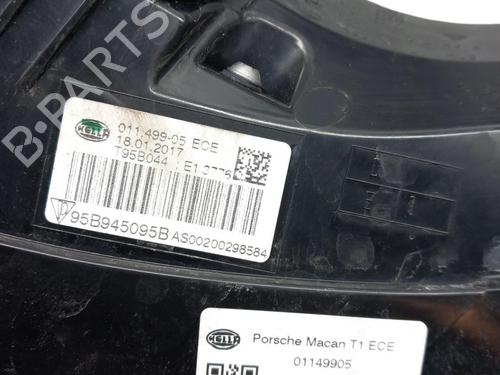 B-PARTS
HELLA
011.499-05 ECE
18.01.2017
T95B044 E1 3776
95B945095B AS00200298584
HELLA
Porsche Macan T1 ECE
01149905